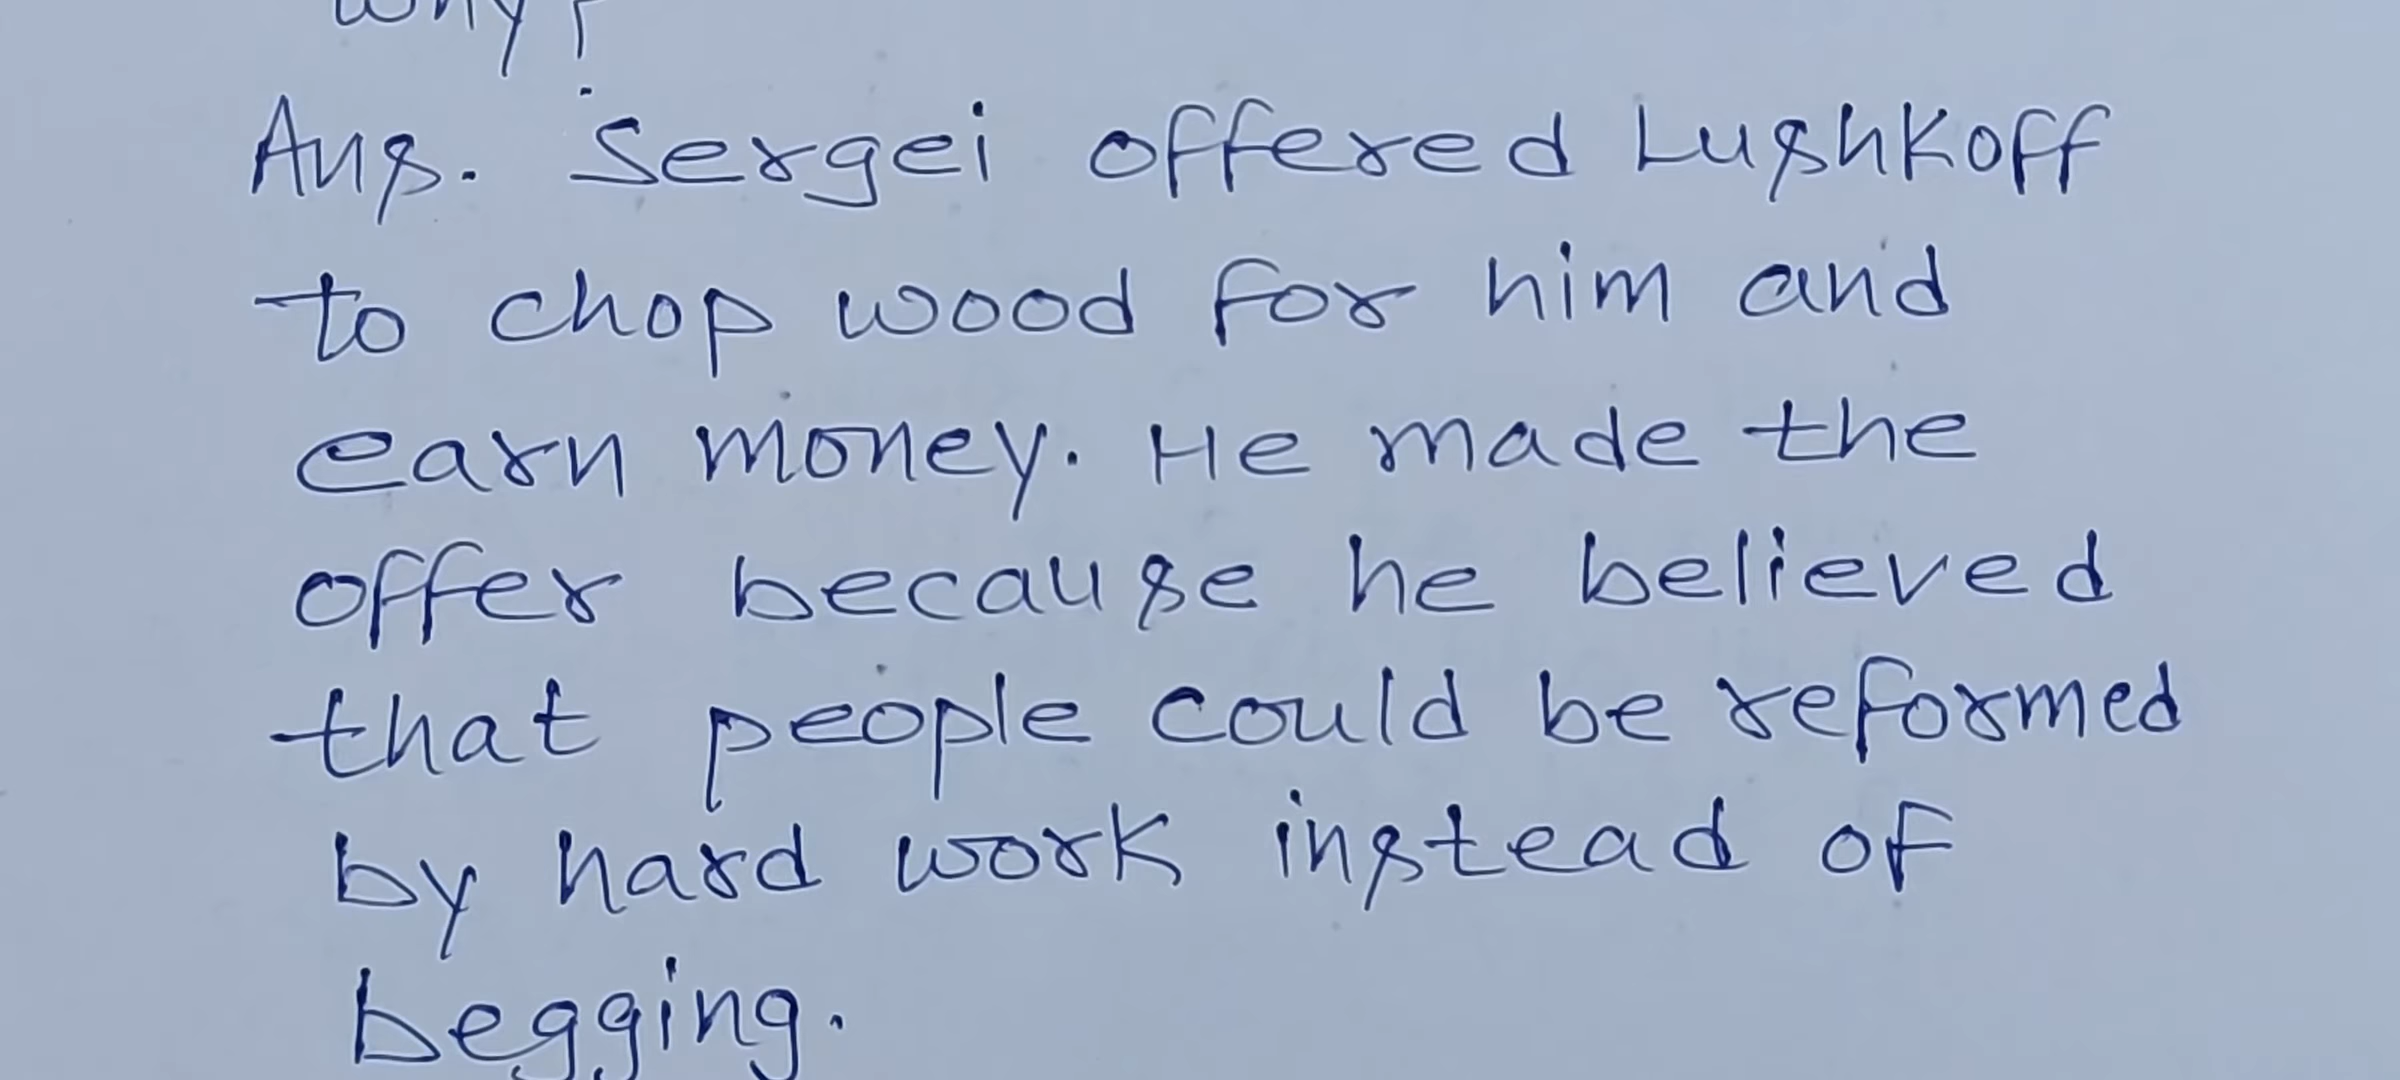 why?
Ans. Sergei offered Lushkoff
to chop wood for him and
earn money. He made the
offer because he believed
that people could be reformed
by hard work instead of
begging.